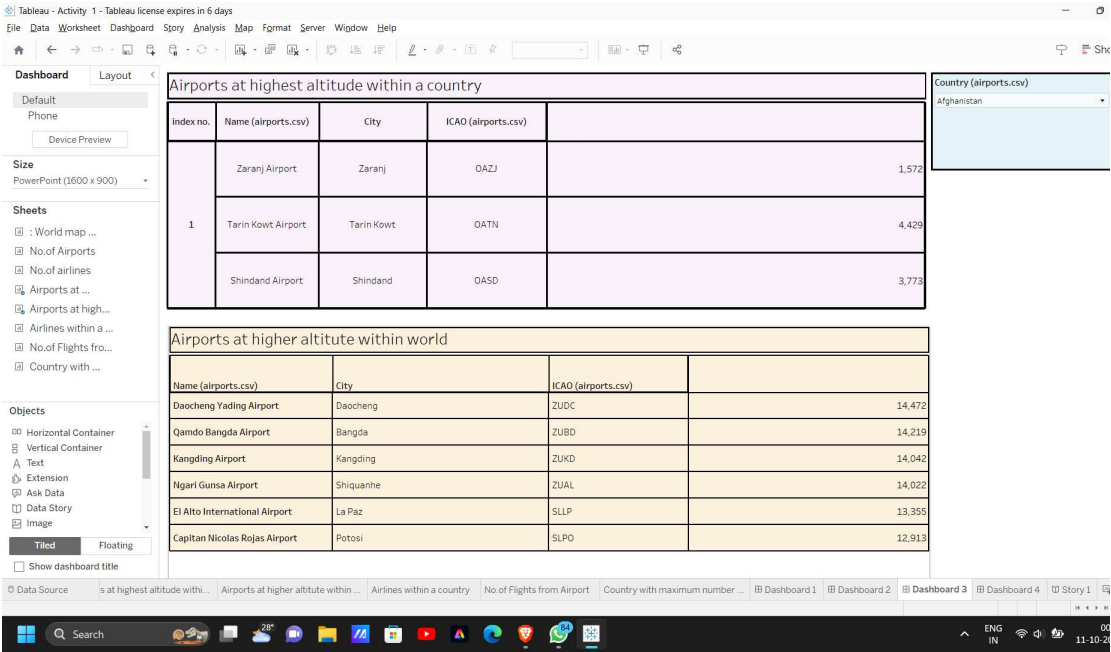 Tableau - Activity 1 - Tableau license expires in 6 days
File Data Worksheet Dashboard Story Analysis Map Format Server Window Help
Dashboard Layout
Default
Phone
Device Preview
Size
PowerPoint (1600 x 900)
Sheets
: World map ...
No.of Airports
No.of airlines
Airports at ...
Airports at high...
Airlines within a ...
No.of Flights fro...
Country with ...
Objects
Horizontal Container
Vertical Container
A Text
Extension
Ask Data
Data Story
Image
Tiled Floating
Show dashboard title
Airports at highest altitude within a country
index no. Name (airports.csv) City ICAO (airports.csv)
Zaranj Airport Zaranj OAZJ 1,572
1 Tarin Kowt Airport Tarin Kowt OATN 4,429
Shindand Airport Shindand OASD 3,773
Airports at higher altitute within world
Name (airports.csv) City ICAO (airports.csv)
Daocheng Yading Airport Daocheng ZUDC 14,472
Qamdo Bangda Airport Bangda ZUBD 14,219
Kangding Airport Kangding ZUKD 14,042
Ngari Gunsa Airport Shiquanhe ZUAL 14,022
El Alto International Airport La Paz SLLP 13,355
Capitan Nicolas Rojas Airport Potosi SLPO 12,913
Country (airports.csv)
Afghanistan
Sho
Data Source s at highest altitude withi... Airports at higher altitute within ... Airlines within a country No.of Flights from Airport Country with maximum number ... Dashboard 1 Dashboard 2 Dashboard 3 Dashboard 4 Story 1
Search 28° 84 ENG 00
IN 11-10-20